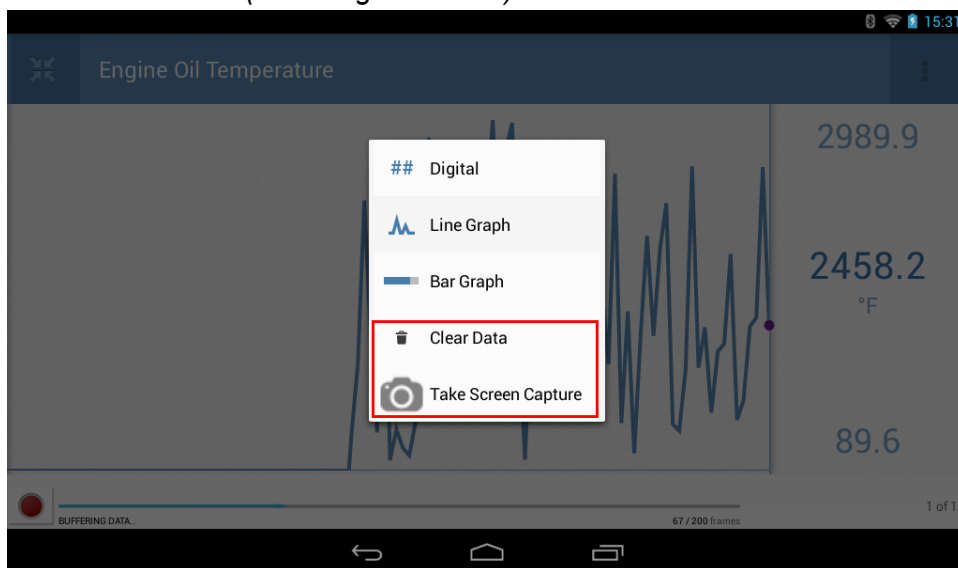 15:31
Engine Oil Temperature
2989.9
## Digital
Line Graph
2458.2
Bar Graph
°F
Clear Data
Take Screen Capture
89.6
1 of 1
BUFFERING DATA..
67 / 200 frames